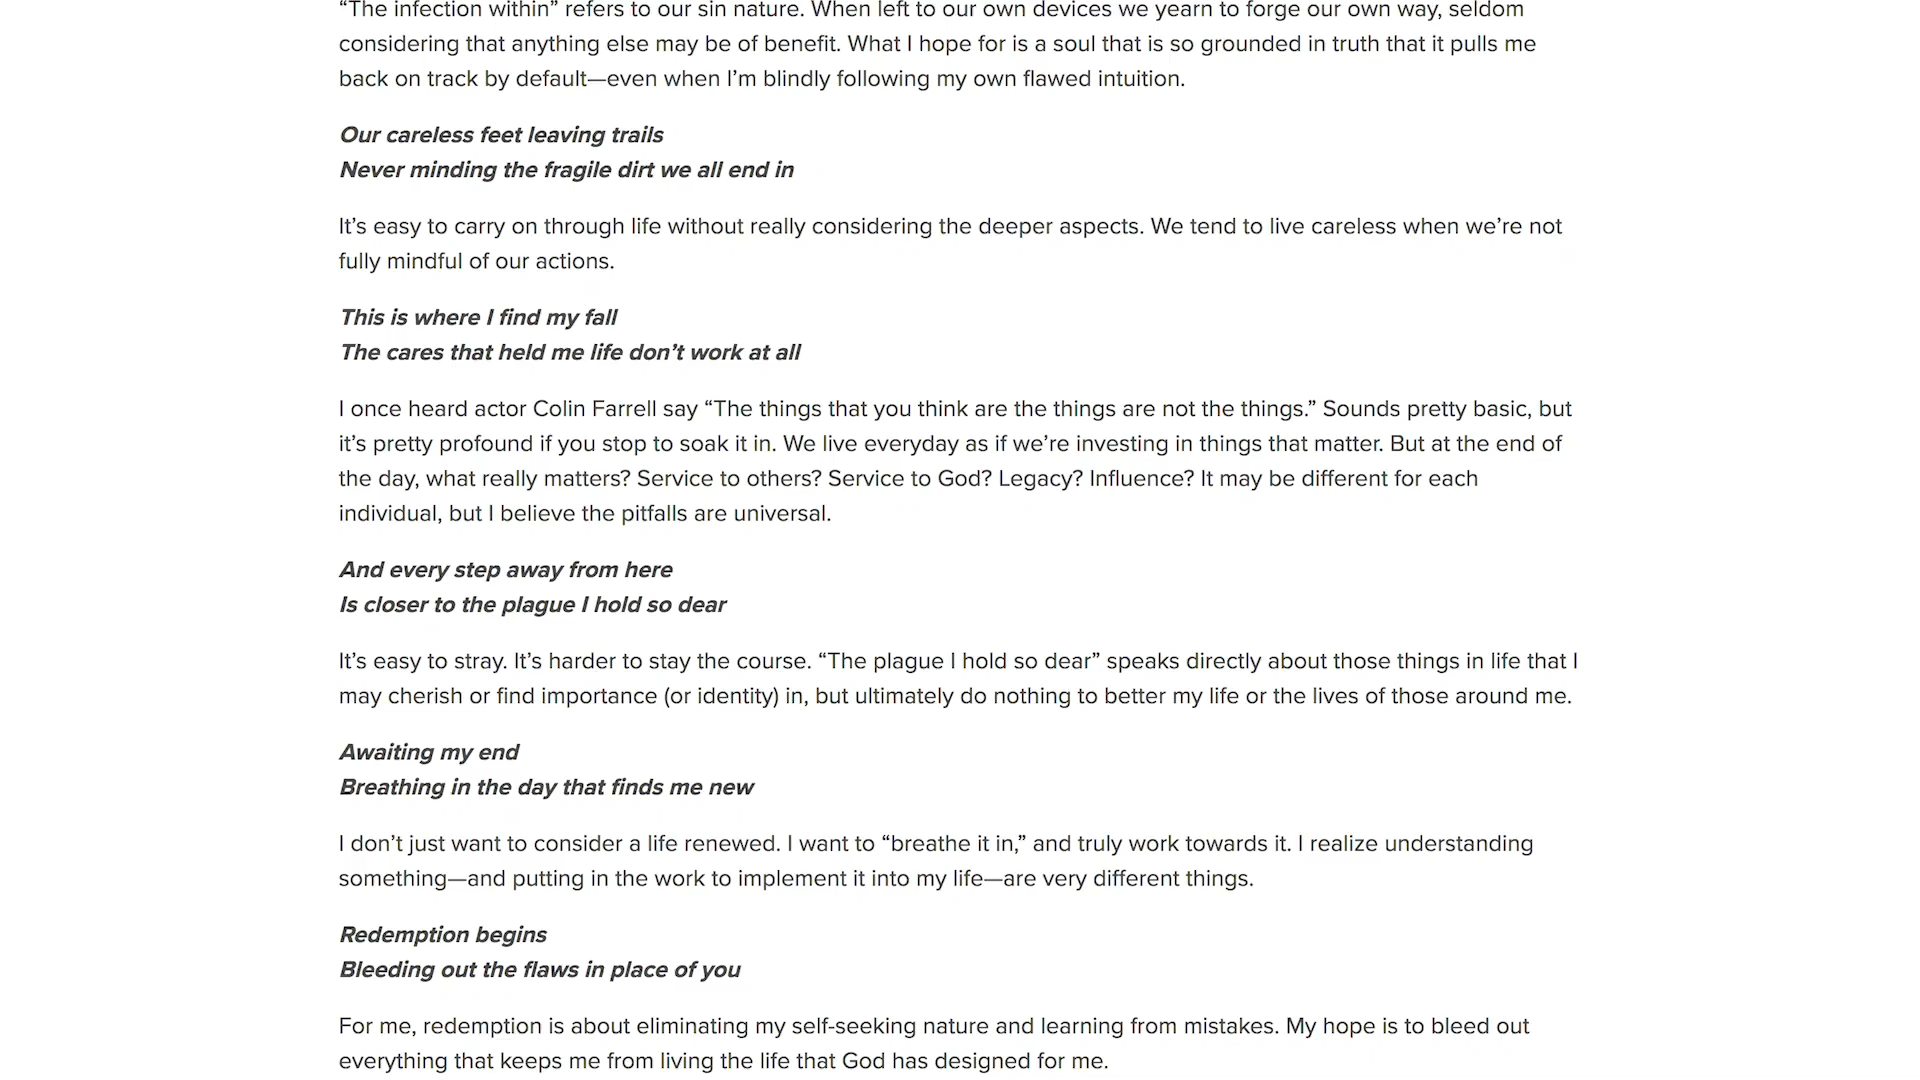 “The infection within” refers to our sin nature. When left to our own devices we yearn to forge our own way, seldom
considering that anything else may be of benefit. What I hope for is a soul that is so grounded in truth that it pulls me
back on track by default—even when I’m blindly following my own flawed intuition.
Our careless feet leaving trails
Never minding the fragile dirt we all end in
It’s easy to carry on through life without really considering the deeper aspects. We tend to live careless when we’re not
fully mindful of our actions.
This is where I find my fall
The cares that held me life don’t work at all
I once heard actor Colin Farrell say “The things that you think are the things are not the things.” Sounds pretty basic, but
it’s pretty profound if you stop to soak it in. We live everyday as if we’re investing in things that matter. But at the end of
the day, what really matters? Service to others? Service to God? Legacy? Influence? It may be different for each
individual, but I believe the pitfalls are universal.
And every step away from here
Is closer to the plague I hold so dear
It’s easy to stray. It’s harder to stay the course. “The plague I hold so dear” speaks directly about those things in life that I
may cherish or find importance (or identity) in, but ultimately do nothing to better my life or the lives of those around me.
Awaiting my end
Breathing in the day that finds me new
I don’t just want to consider a life renewed. I want to “breathe it in,” and truly work towards it. I realize understanding
something—and putting in the work to implement it into my life—are very different things.
Redemption begins
Bleeding out the flaws in place of you
For me, redemption is about eliminating my self-seeking nature and learning from mistakes. My hope is to bleed out
everything that keeps me from living the life that God has designed for me.